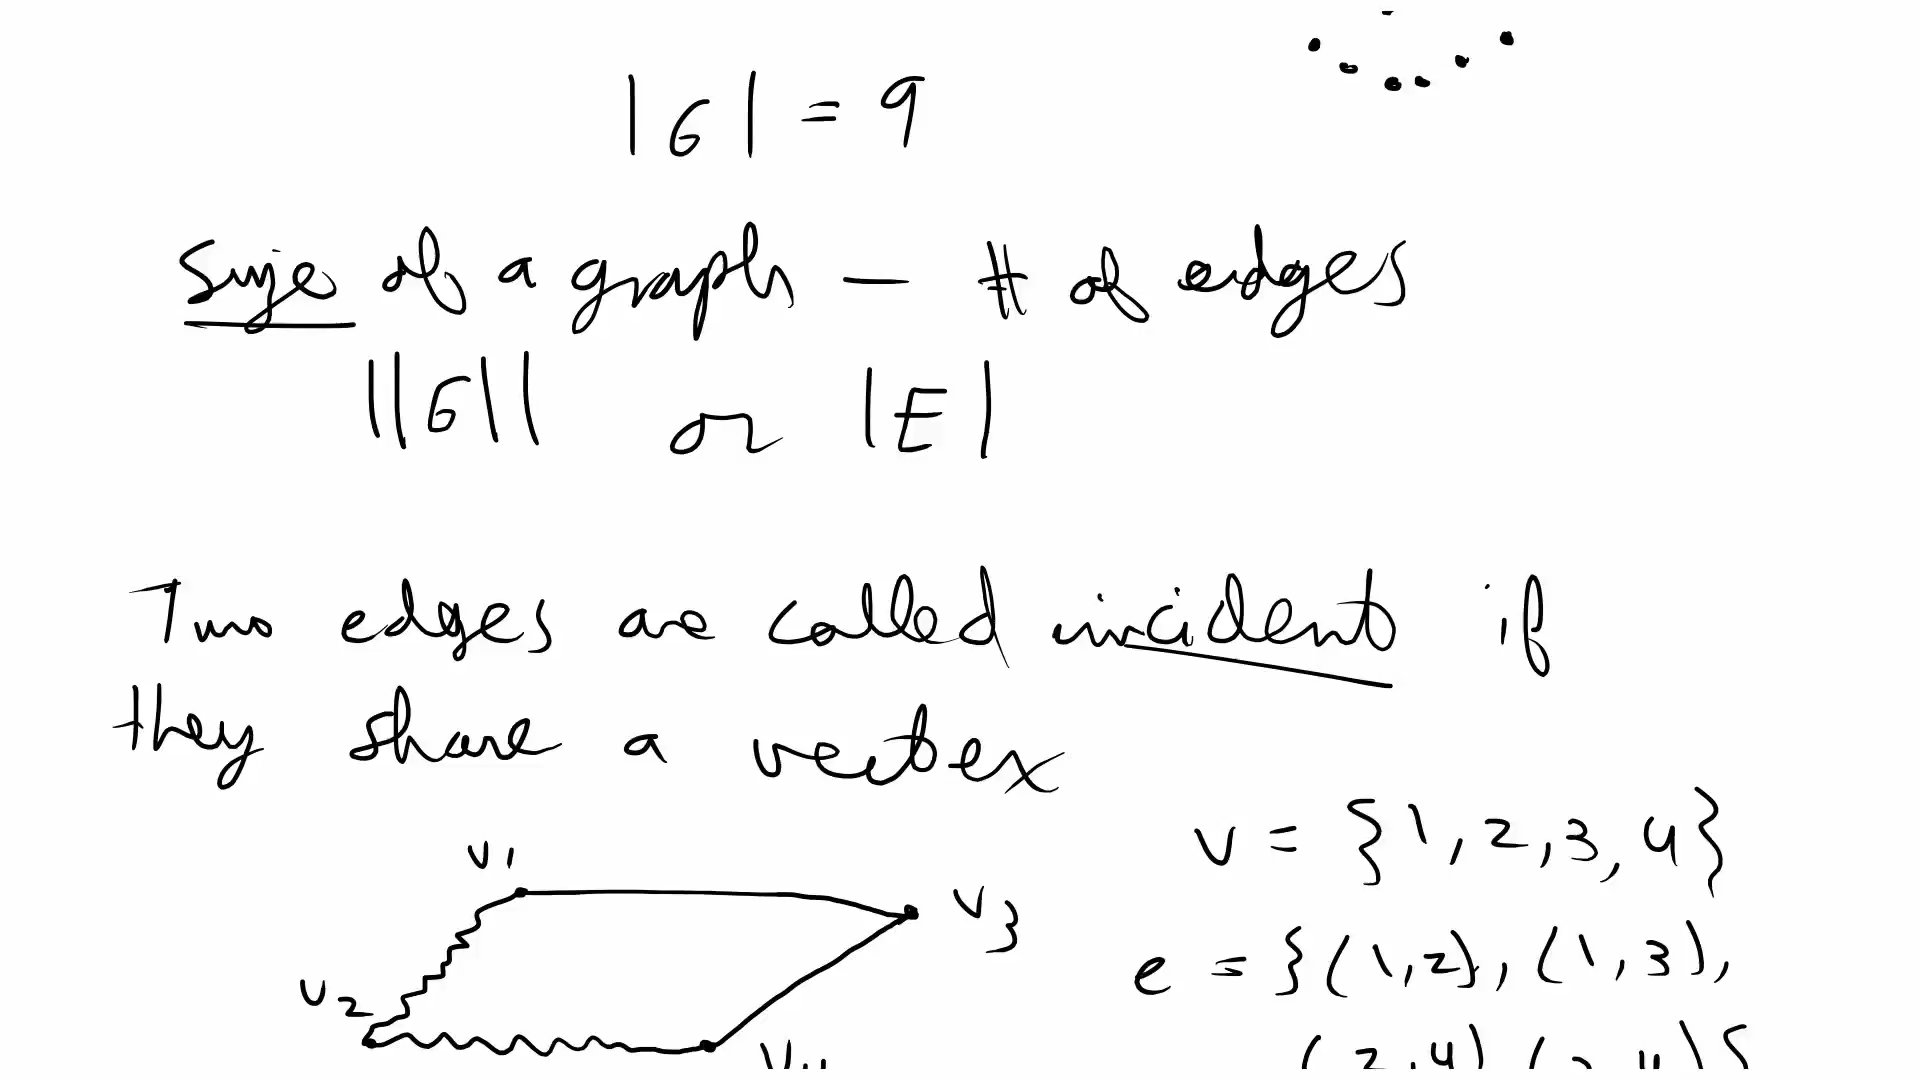 |G| = 9
Size of a graph — # of edges
||G|| or |E|
Two edges are called incident if
they share a vertex
v = {1, 2, 3, 4}
v1
v3
e = {(1,2), (1,3),
v2